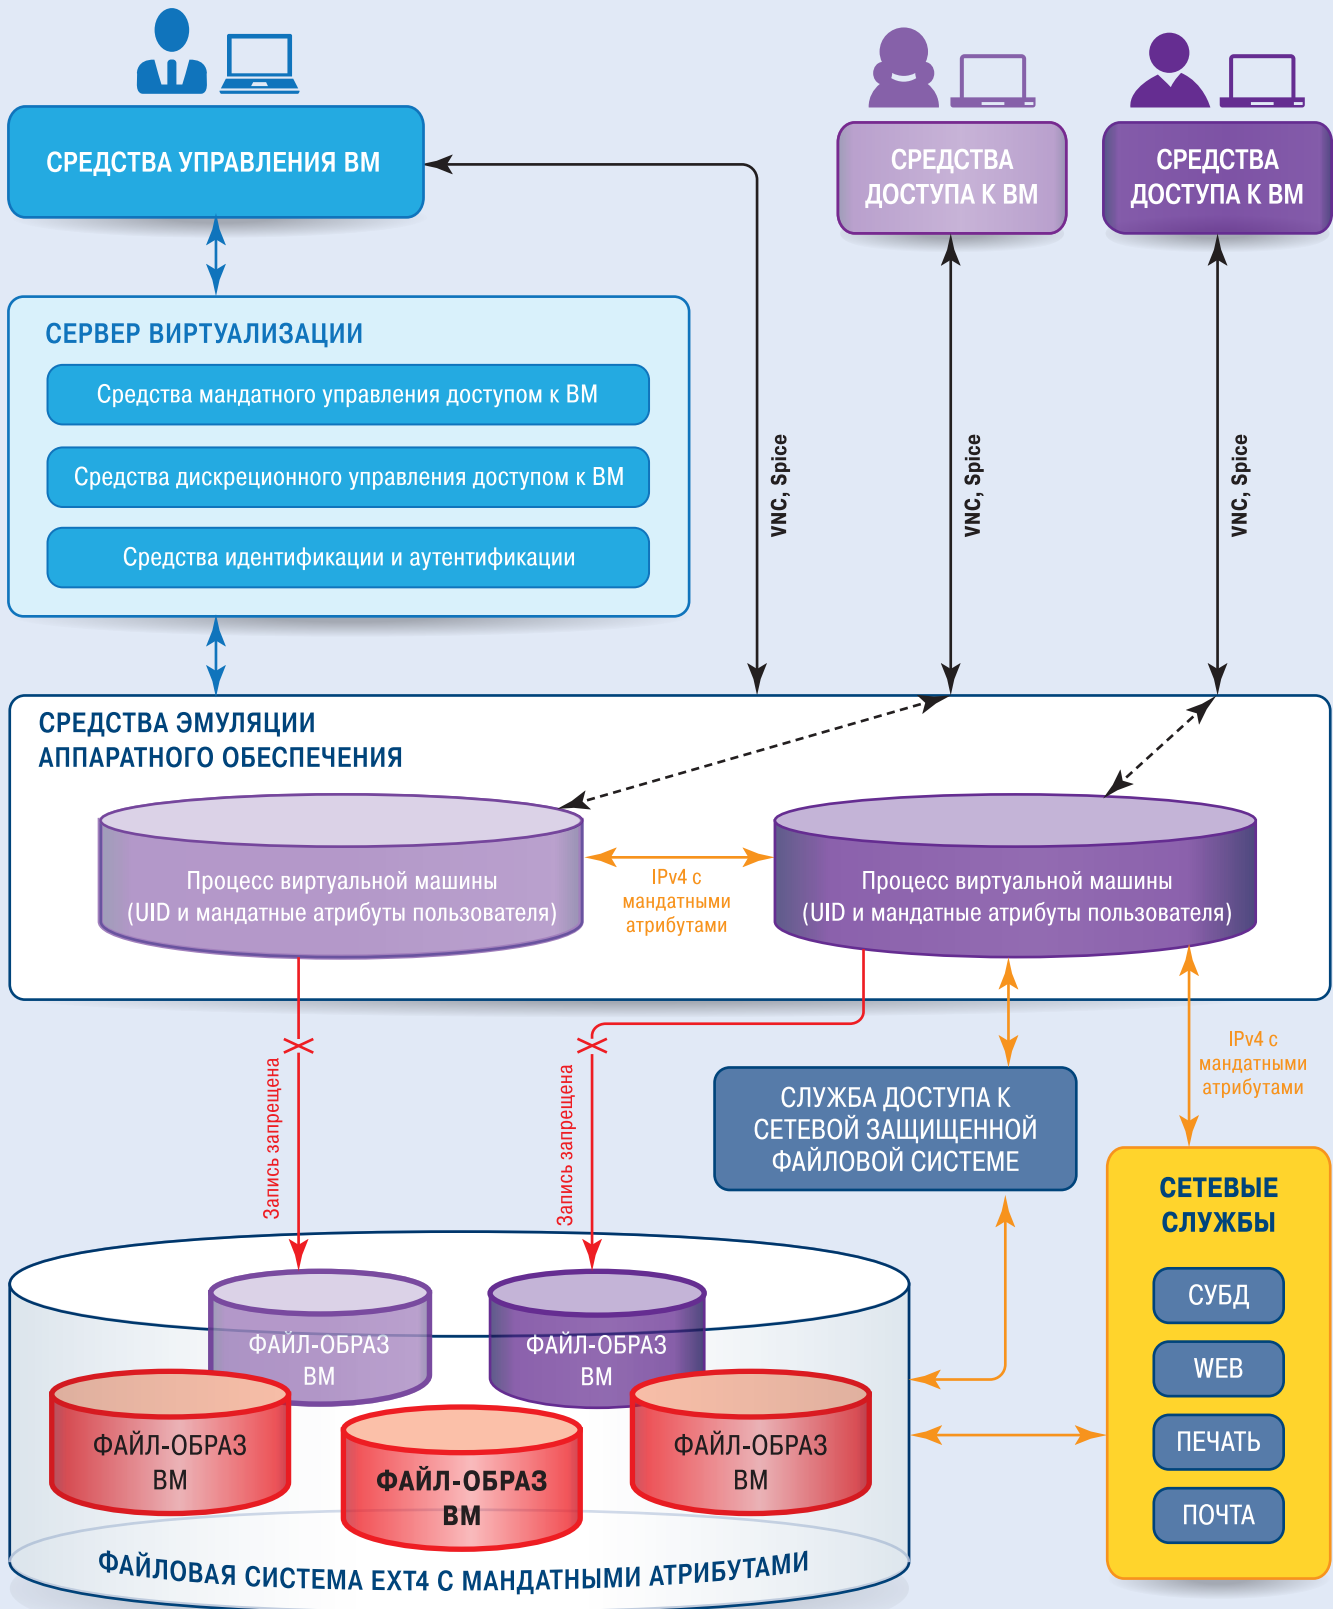 СРЕДСТВА УПРАВЛЕНИЯ ВМ
СРЕДСТВА
ДОСТУПА К ВМ
СРЕДСТВА
ДОСТУПА К ВМ
СЕРВЕР ВИРТУАЛИЗАЦИИ
Средства мандатного управления доступом к ВМ
Средства дискреционного управления доступом к ВМ
Средства идентификации и аутентификации
VNC, Spice
VNC, Spice
VNC, Spice
СРЕДСТВА ЭМУЛЯЦИИ
АППАРАТНОГО ОБЕСПЕЧЕНИЯ
Процесс виртуальной машины
(UID и мандатные атрибуты пользователя)
IPv4 с
мандатными
атрибутами
Процесс виртуальной машины
(UID и мандатные атрибуты пользователя)
Запись запрещена
Запись запрещена
IPv4 с
мандатными
атрибутами
СЛУЖБА ДОСТУПА К
СЕТЕВОЙ ЗАЩИЩЕННОЙ
ФАЙЛОВОЙ СИСТЕМЕ
СЕТЕВЫЕ
СЛУЖБЫ
СУБД
WEB
ПЕЧАТЬ
ПОЧТА
ФАЙЛ-ОБРАЗ
ВМ
ФАЙЛ-ОБРАЗ
ВМ
ФАЙЛ-ОБРАЗ
ВМ
ФАЙЛ-ОБРАЗ
ВМ
ФАЙЛ-ОБРАЗ
ВМ
ФАЙЛОВАЯ СИСТЕМА EXT4 С МАНДАТНЫМИ АТРИБУТАМИ